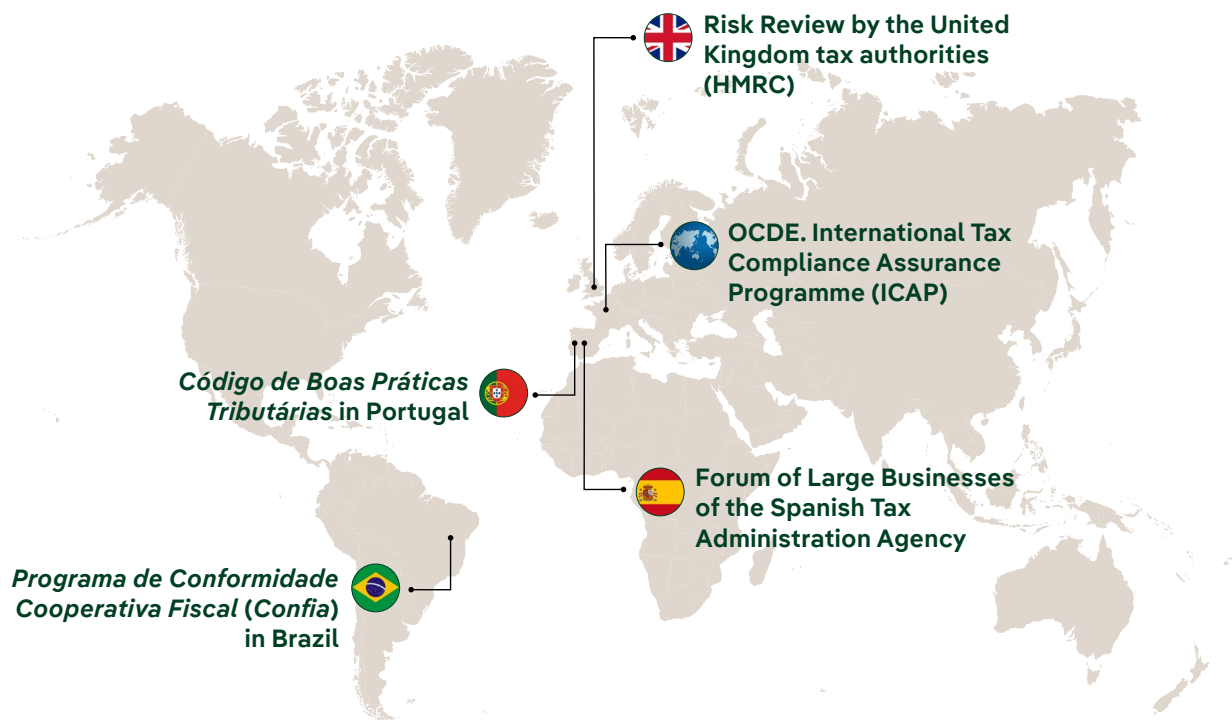 Risk Review by the United
Kingdom tax authorities
(HMRC)
OCDE. International Tax
Compliance Assurance
Programme (ICAP)
Código de Boas Práticas
Tributárias in Portugal
Forum of Large Businesses
of the Spanish Tax
Administration Agency
Programa de Conformidade
Cooperativa Fiscal (Confia)
in Brazil